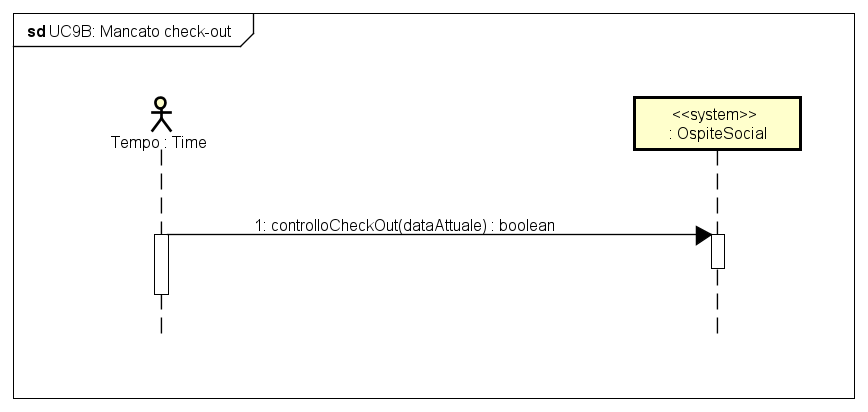 sd UC9B: Mancato check-out
Tempo : Time
<<system>>
: OspiteSocial
1: controlloCheckOut(dataAttuale) : boolean